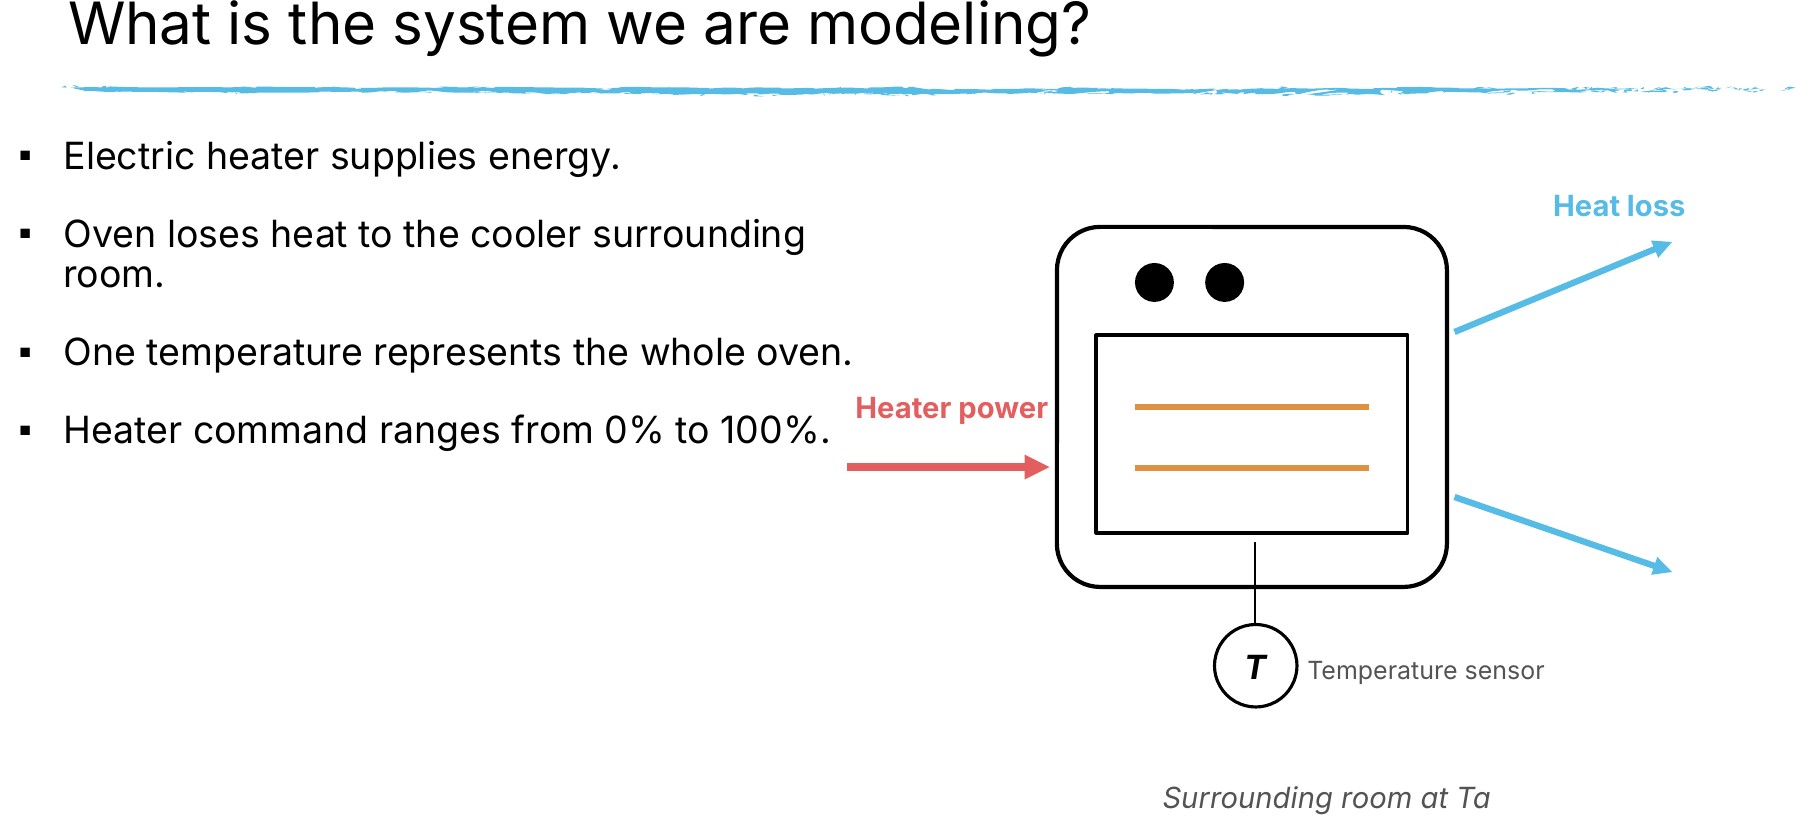 What is the system we are modeling?
▪ Electric heater supplies energy.
▪ Oven loses heat to the cooler surrounding
room.
▪ One temperature represents the whole oven.
▪ Heater command ranges from 0% to 100%.
Heat loss
Heater power
T
Temperature sensor
Surrounding room at Ta